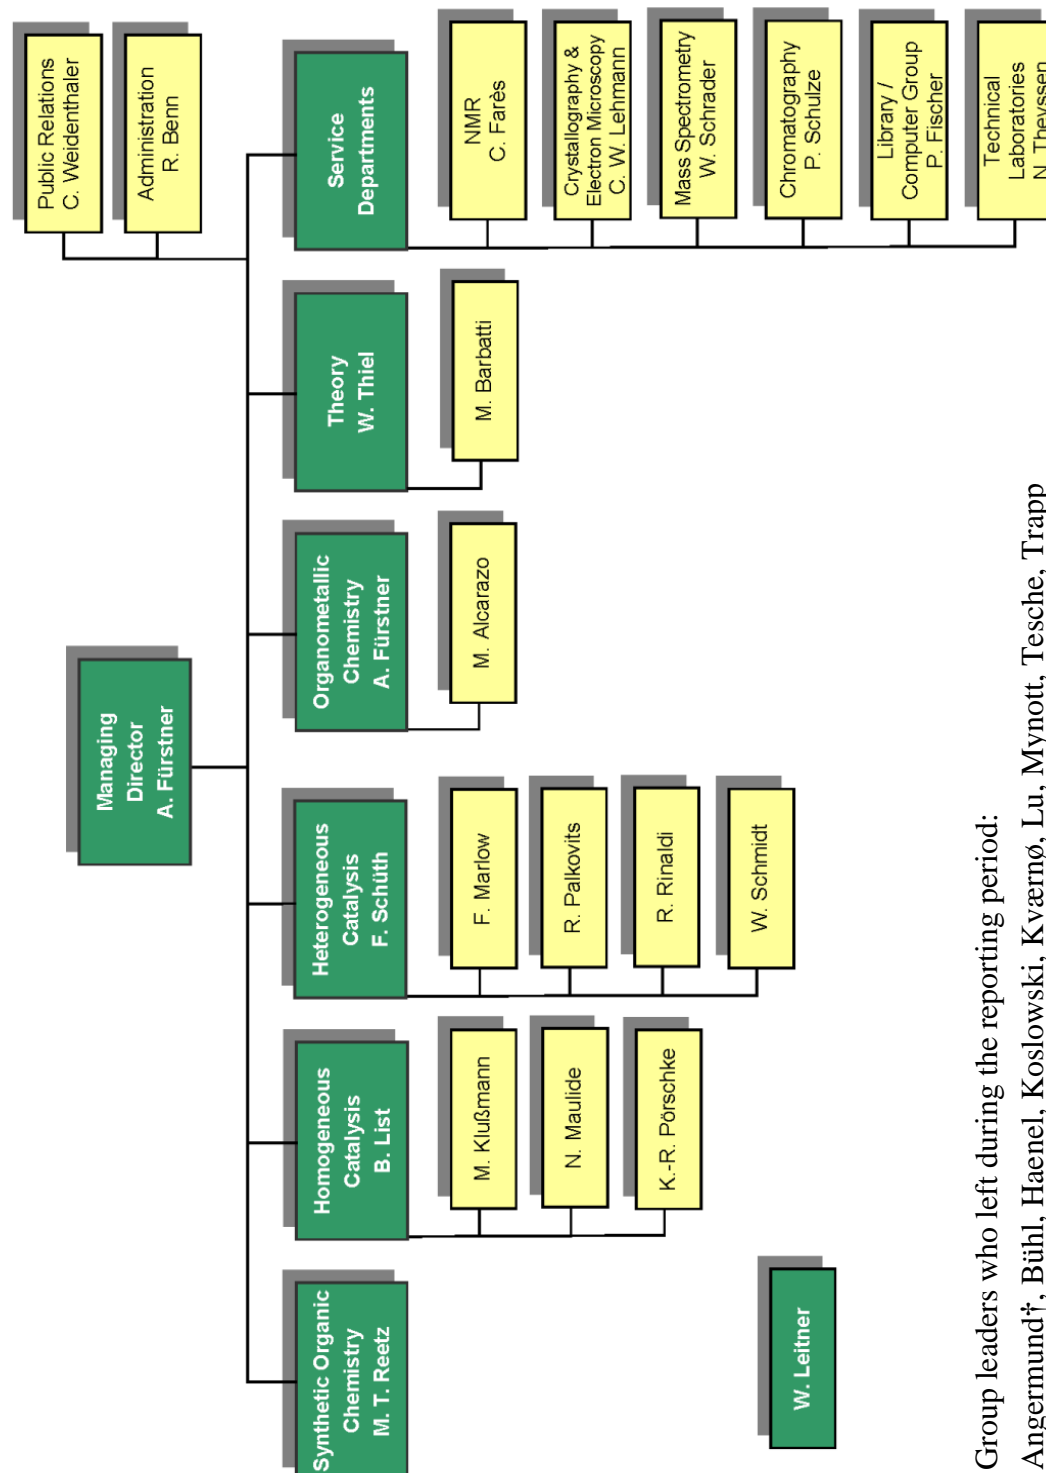 Managing
Director
A. Fürstner
Public Relations
C. Weidenthaler
Administration
R. Benn
Synthetic Organic
Chemistry
M. T. Reetz
Homogeneous
Catalysis
B. List
Heterogeneous
Catalysis
F. Schüth
Organometallic
Chemistry
A. Fürstner
Theory
W. Thiel
Service
Departments
M. Klußmann
N. Maulide
K.-R. Pörschke
F. Marlow
R. Palkovits
R. Rinaldi
W. Schmidt
M. Alcarazo
M. Barbatti
NMR
C. Farès
Crystallography &
Electron Microscopy
C. W. Lehmann
Mass Spectrometry
W. Schrader
Chromatography
P. Schulze
Library /
Computer Group
P. Fischer
Technical
Laboratories
N. Theyssen
W. Leitner
Group leaders who left during the reporting period:
Angermund†, Bühl, Haenel, Koslowski, Kværnø, Lu, Mynott, Tesche, Trapp